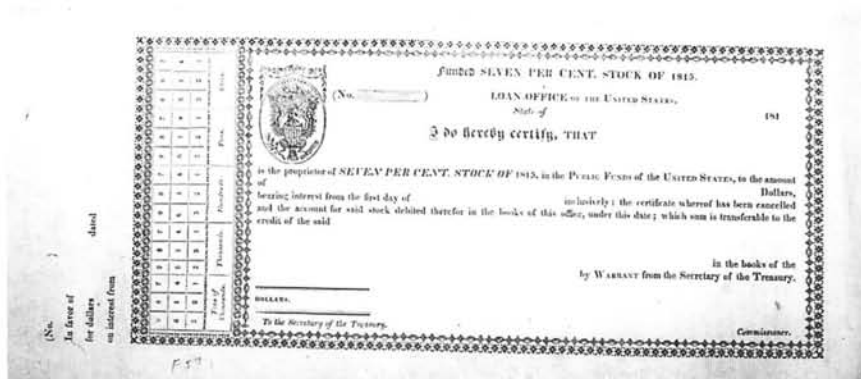 Funded SEVEN PER CENT. STOCK OF 1815.
(No. )
LOAN OFFICE OF THE UNITED STATES,
State of
181
I do hereby certify, THAT
is the proprietor of SEVEN PER CENT. STOCK OF 1815, in the PUBLIC FUNDS of the UNITED STATES, to the amount
of Dollars,
bearing interest from the first day of inclusively; the certificate whereof has been cancelled
and the account for said stock debited therefor in the books of this office, under this date; which sum is transferable to the
credit of the said
in the books of the
by WARRANT from the Secretary of the Treasury.
DOLLARS.
To the Secretary of the Treasury.
Commissioner.
Hundreds.
Thousands.
Tens of
Thousands.
(No. )
In favor of
for dollars dated
on interest from